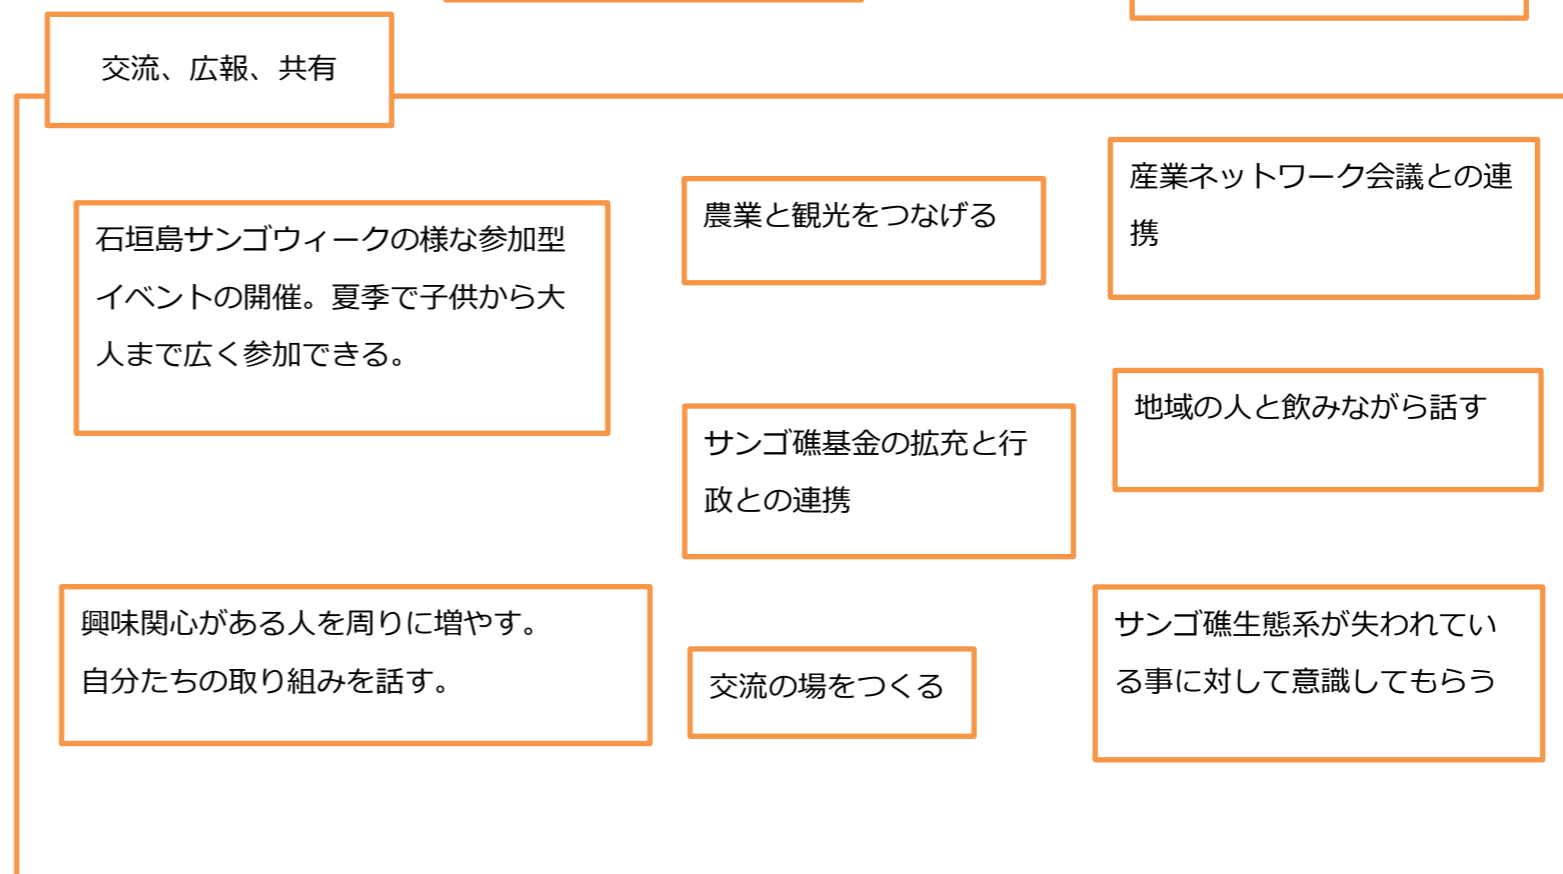 交流、広報、共有
石垣島サンゴウィークの様な参加型
イベントの開催。夏季で子供から大
人まで広く参加できる。
農業と観光をつなげる
産業ネットワーク会議との連
携
サンゴ礁基金の拡充と行
政との連携
地域の人と飲みながら話す
興味関心がある人を周りに増やす。
自分たちの取り組みを話す。
交流の場をつくる
サンゴ礁生態系が失われてい
る事に対して意識してもらう